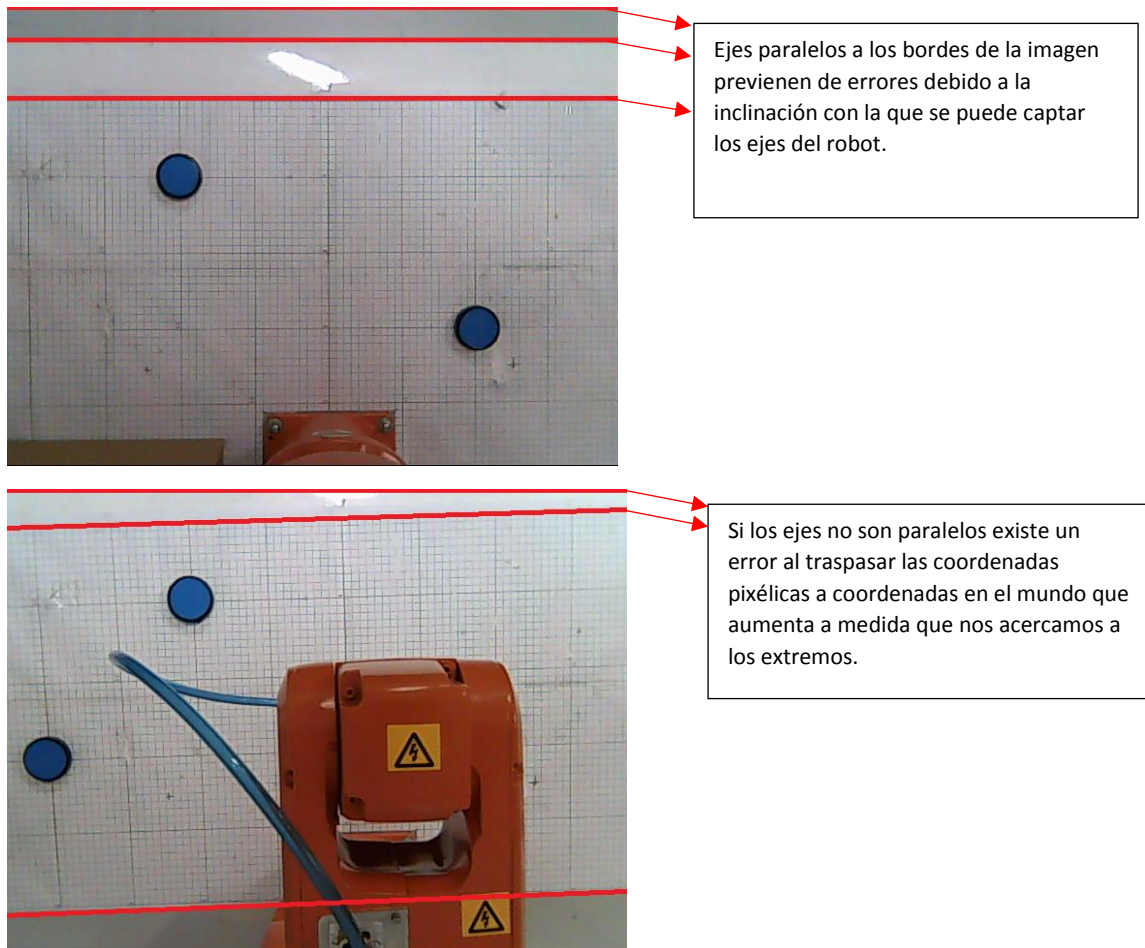 Ejes paralelos a los bordes de la imagen
previenen de errores debido a la
inclinación con la que se puede captar
los ejes del robot.
Si los ejes no son paralelos existe un
error al traspasar las coordenadas
pixélicas a coordenadas en el mundo que
aumenta a medida que nos acercamos a
los extremos.